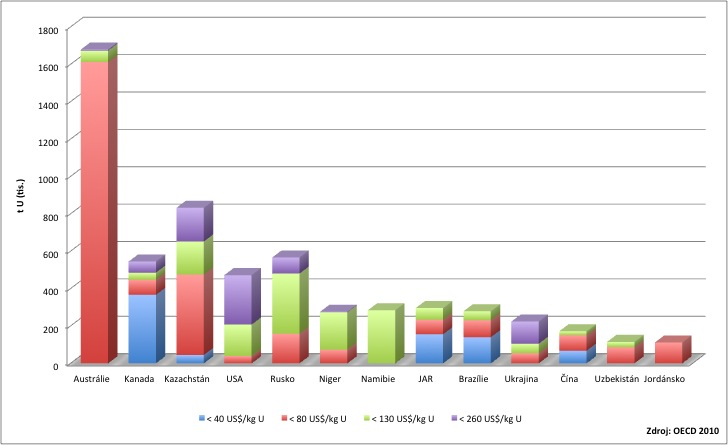 t U (tis.)
1800
1600
1400
1200
1000
800
600
400
200
0
Austrálie Kanada Kazachstán USA Rusko Niger Namibie JAR Brazílie Ukrajina Čína Uzbekistán Jordánsko
< 40 US$/kg U < 80 US$/kg U < 130 US$/kg U < 260 US$/kg U
Zdroj: OECD 2010